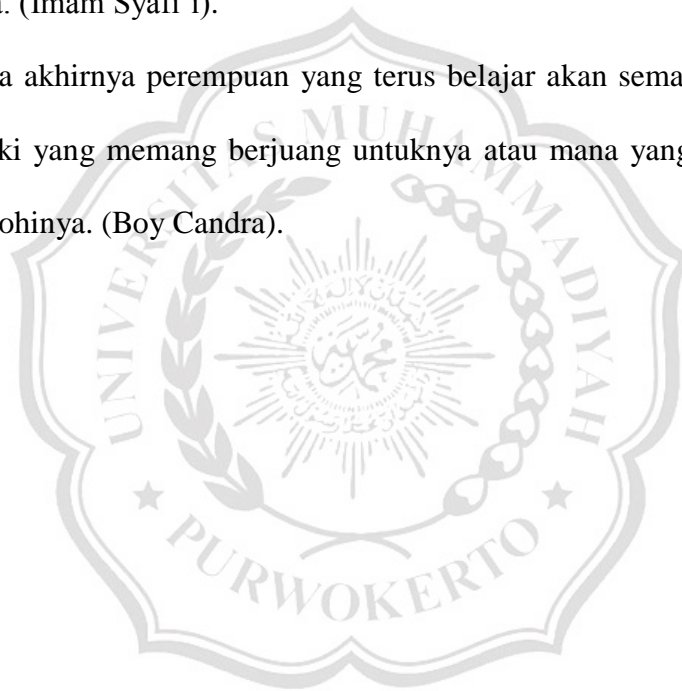 (Imam Syafi'i).
a akhirnya perempuan yang terus belajar akan sema
ki yang memang berjuang untuknya atau mana yang
ohinya. (Boy Candra).
UNIVERSITAS MUHAMMADIYAH
PURWOKERTO